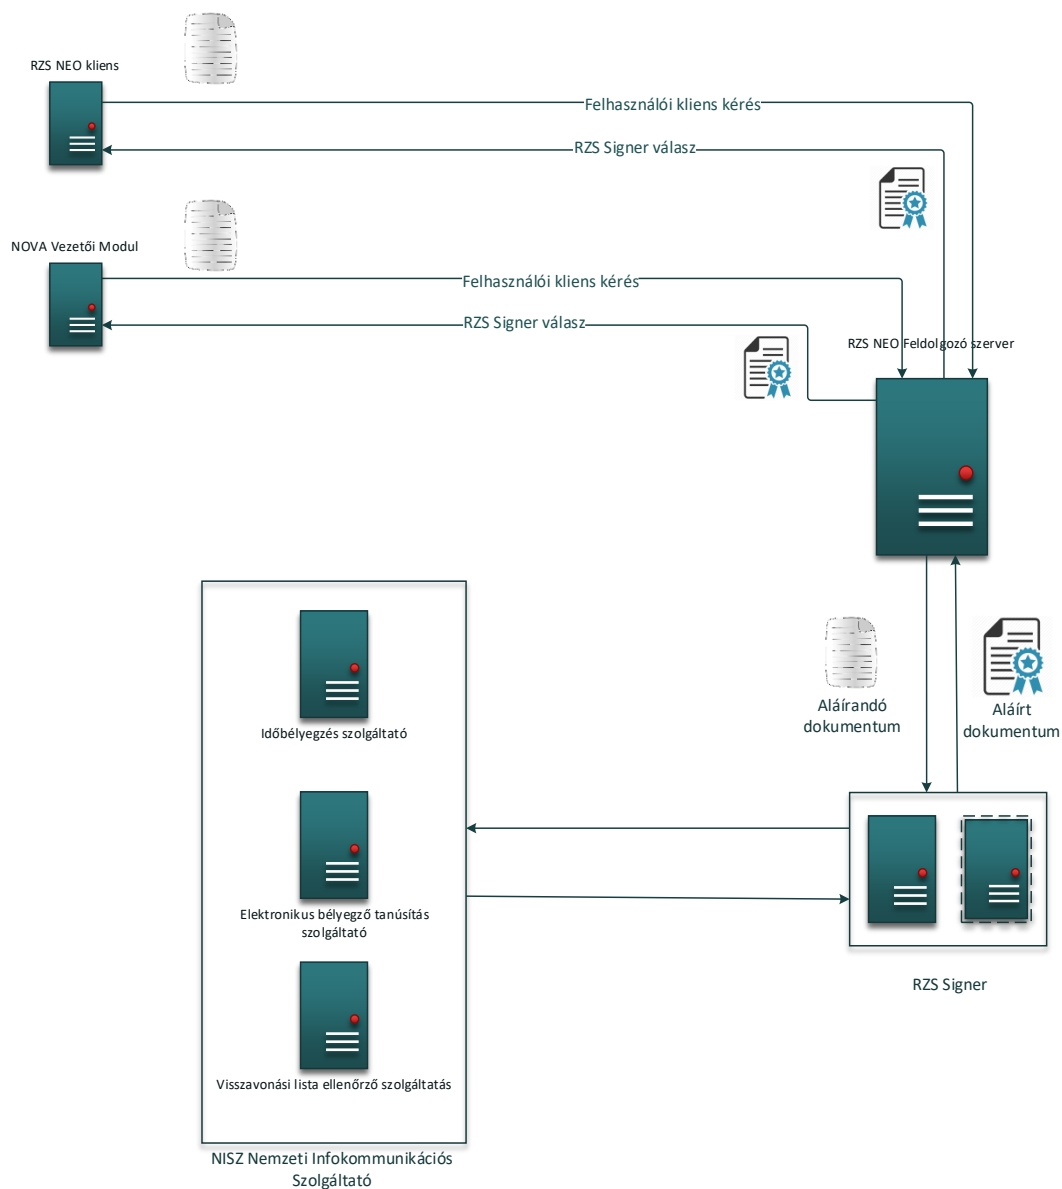 RZS NEO kliens
Felhasználói kliens kérés
RZS Signer válasz
NOVA Vezetői Modul
Felhasználói kliens kérés
RZS Signer válasz
RZS NEO Feldolgozó szerver
Aláírandó
dokumentum
Aláírt
dokumentum
Időbélyegzés szolgáltató
Elektronikus bélyegző tanúsítás
szolgáltató
RZS Signer
Visszavonási lista ellenőrző szolgáltatás
NISZ Nemzeti Infokommunikációs
Szolgáltató